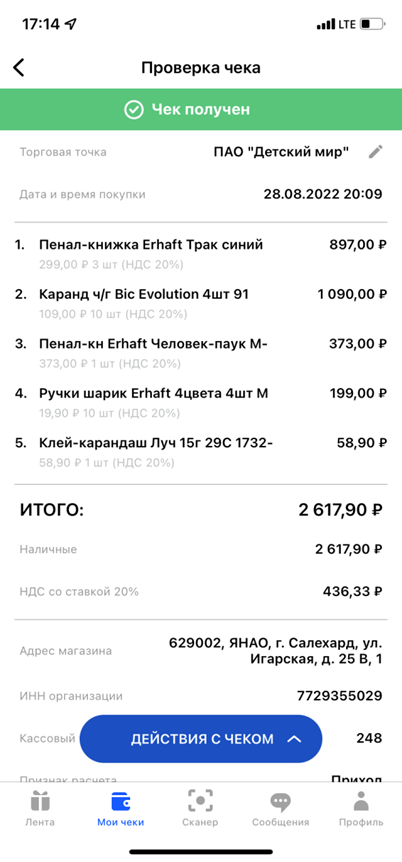 17:14
LTE
Проверка чека
Чек получен
Торговая точка
ПАО "Детский мир"
Дата и время покупки
28.08.2022 20:09
1. Пенал-книжка Erhaft Трак синий 897,00 ₽
299,00 ₽ 3 шт (НДС 20%)
2. Каранд ч/г Bic Evolution 4шт 91 1 090,00 ₽
109,00 ₽ 10 шт (НДС 20%)
3. Пенал-кн Erhaft Человек-паук М- 373,00 ₽
373,00 ₽ 1 шт (НДС 20%)
4. Ручки шарик Erhaft 4цвета 4шт М 199,00 ₽
19,90 ₽ 10 шт (НДС 20%)
5. Клей-карандаш Луч 15г 29С 1732- 58,90 ₽
58,90 ₽ 1 шт (НДС 20%)
ИТОГО: 2 617,90 ₽
Наличные 2 617,90 ₽
НДС со ставкой 20% 436,33 ₽
Адрес магазина
629002, ЯНАО, г. Салехард, ул.
Игарская, д. 25 В, 1
ИНН организации 7729355029
Кассовый 248
ДЕЙСТВИЯ С ЧЕКОМ
Признак расчета Приход
Лента
Мои чеки
Сканер
Сообщения
Профиль